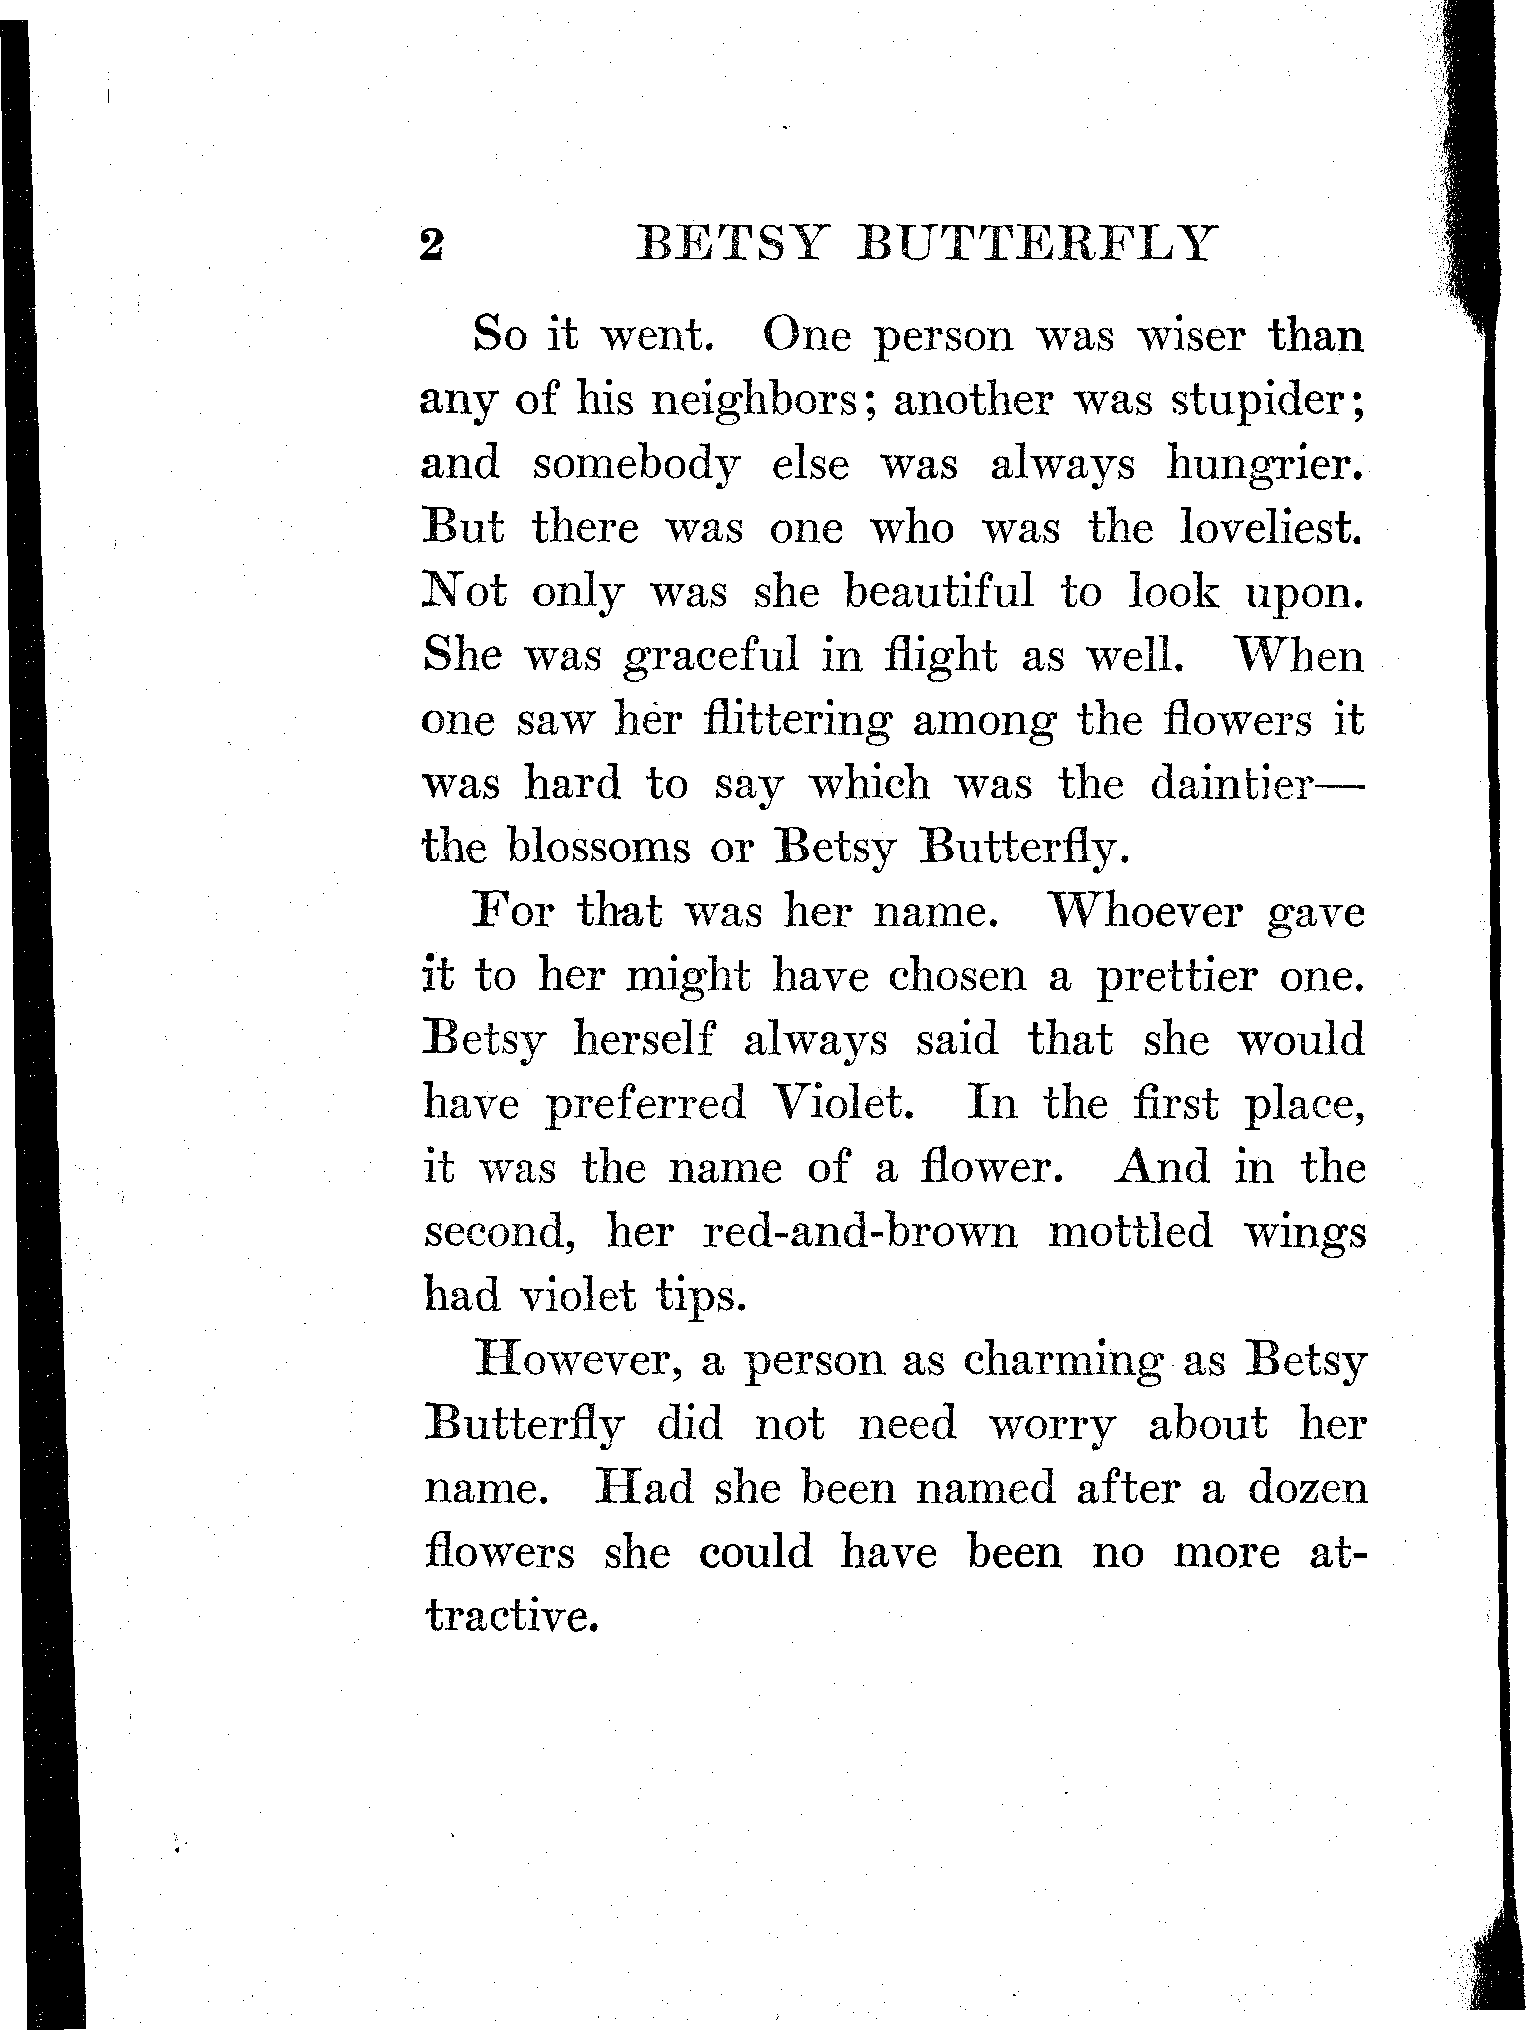 2 BETSY BUTTERFLY
So it went. One person was wiser than
any of his neighbors; another was stupider;
and somebody else was always hungrier.
But there was one who was the loveliest.
Not only was she beautiful to look upon.
She was graceful in flight as well. When
one saw her flittering among the flowers it
was hard to say which was the daintier—
the blossoms or Betsy Butterfly.
For that was her name. Whoever gave
it to her might have chosen a prettier one.
Betsy herself always said that she would
have preferred Violet. In the first place,
it was the name of a flower. And in the
second, her red-and-brown mottled wings
had violet tips.
However, a person as charming as Betsy
Butterfly did not need worry about her
name. Had she been named after a dozen
flowers she could have been no more at-
tractive.